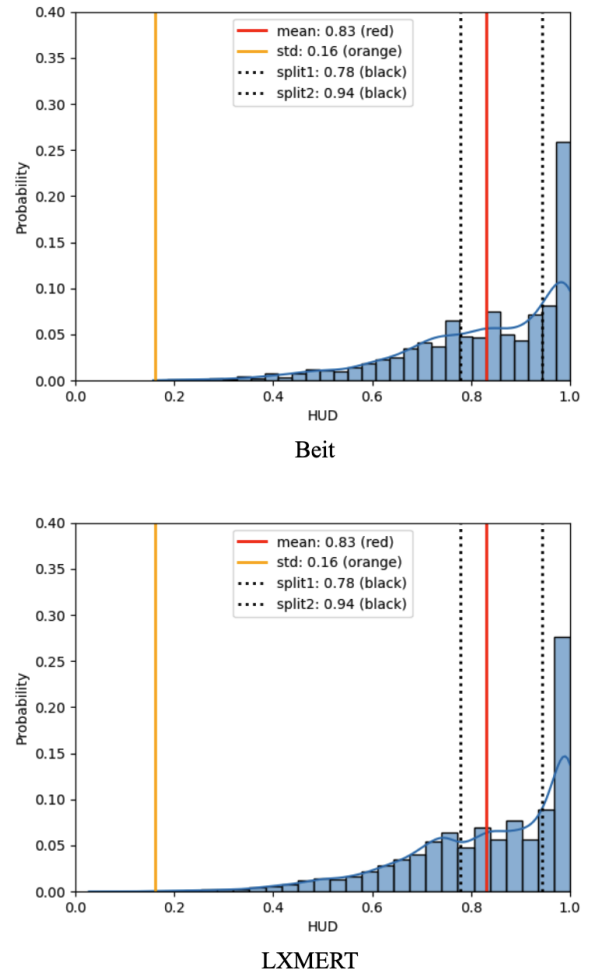 0.40
0.35
0.30
0.25
0.20
0.15
0.10
0.05
0.00
Probability
mean: 0.83 (red)
std: 0.16 (orange)
split1: 0.78 (black)
split2: 0.94 (black)
0.0 0.2 0.4 0.6 0.8 1.0
HUD
Beit
0.40
0.35
0.30
0.25
0.20
0.15
0.10
0.05
0.00
Probability
mean: 0.83 (red)
std: 0.16 (orange)
split1: 0.78 (black)
split2: 0.94 (black)
0.0 0.2 0.4 0.6 0.8 1.0
HUD
LXMERT